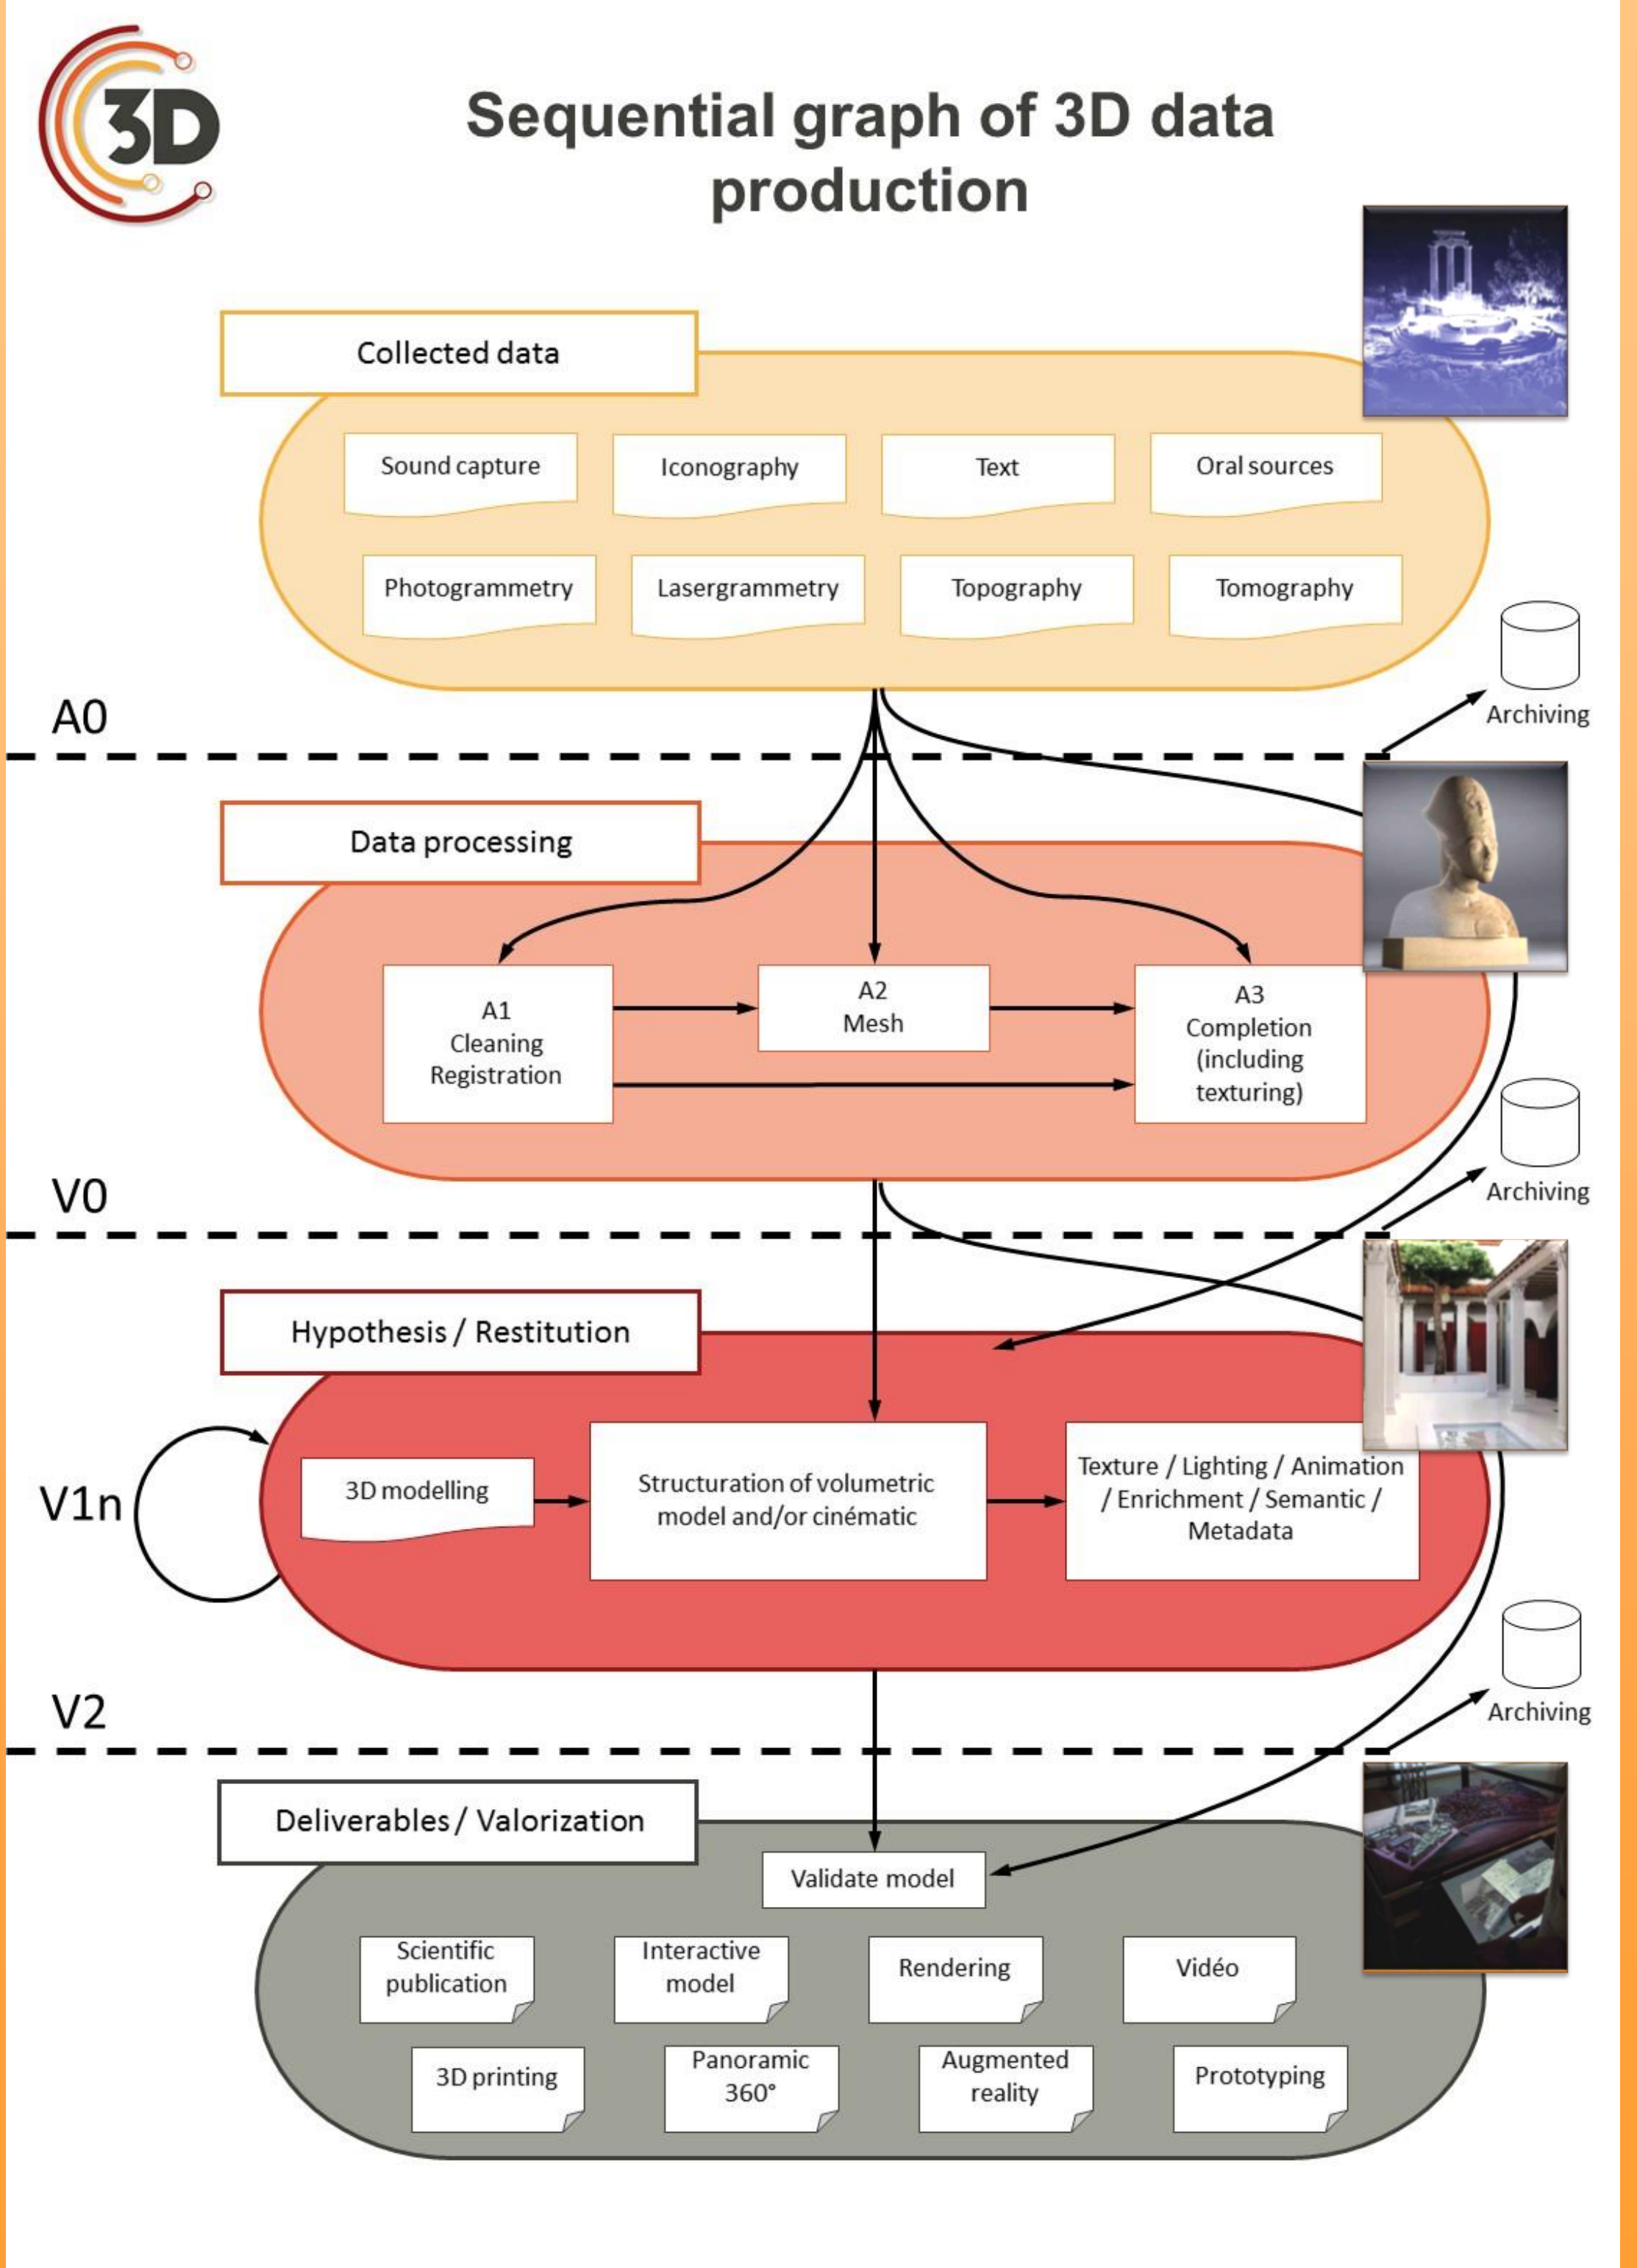 3D
Sequential graph of 3D data
production
Collected data
Sound capture
Iconography
Text
Oral sources
Photogrammetry
Lasergrammetry
Topography
Tomography
Archiving
A0
Data processing
A1
Cleaning
Registration
A2
Mesh
A3
Completion
(including
texturing)
Archiving
V0
Hypothesis / Restitution
V1n
3D modelling
Structuration of volumetric
model and/or cinématic
Texture / Lighting / Animation
/ Enrichment / Semantic /
Metadata
Archiving
V2
Deliverables / Valorization
Validate model
Scientific
publication
Interactive
model
Rendering
Vidéo
3D printing
Panoramic
360°
Augmented
reality
Prototyping